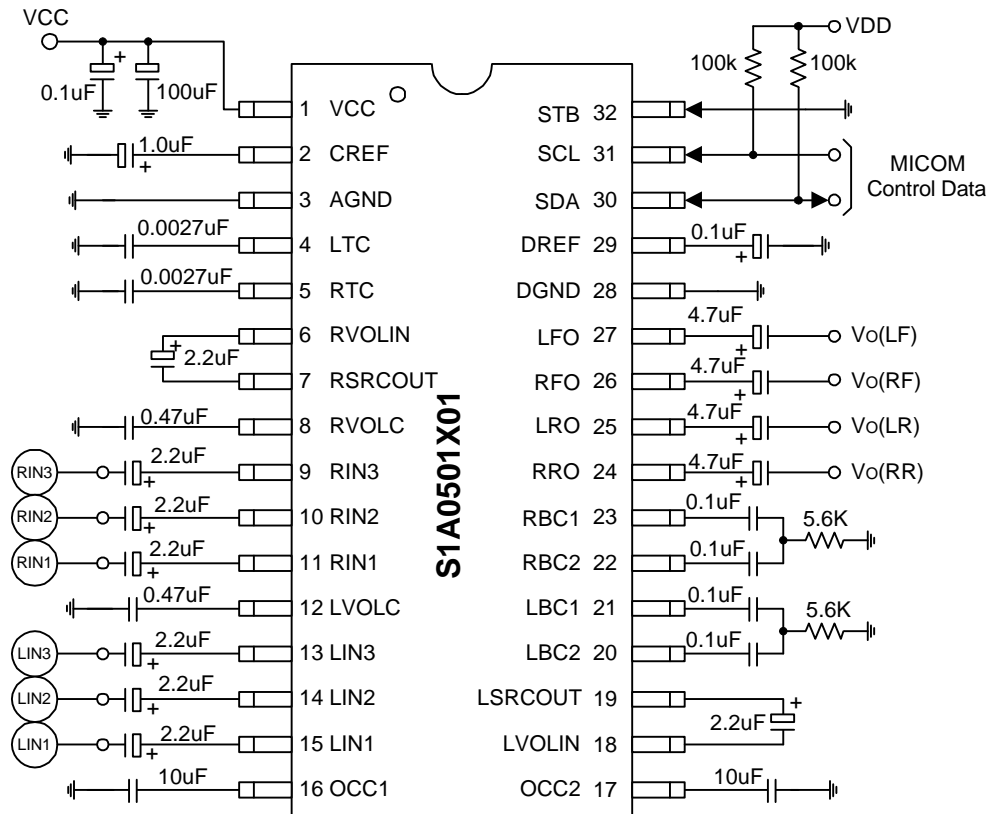 VCC
VDD
0.1uF
100uF
100k
100k
1 VCC
STB 32
1.0uF
2 CREF
SCL 31
MICOM
Control Data
3 AGND
SDA 30
0.0027uF
4 LTC
DREF 29
0.1uF
0.0027uF
5 RTC
DGND 28
6 RVOLIN
LFO 27
4.7uF
Vo(LF)
2.2uF
7 RSRCOUT
RFO 26
4.7uF
Vo(RF)
0.47uF
8 RVOLC
LRO 25
4.7uF
Vo(LR)
RIN3
2.2uF
9 RIN3
RRO 24
4.7uF
Vo(RR)
RIN2
2.2uF
10 RIN2
RBC1 23
0.1uF
5.6K
RIN1
2.2uF
11 RIN1
RBC2 22
0.1uF
S1A0501X01
0.47uF
12 LVOLC
LBC1 21
0.1uF
5.6K
LIN3
2.2uF
13 LIN3
LBC2 20
0.1uF
LIN2
2.2uF
14 LIN2
LSRCOUT 19
2.2uF
LIN1
2.2uF
15 LIN1
LVOLIN 18
10uF
16 OCC1
OCC2 17
10uF